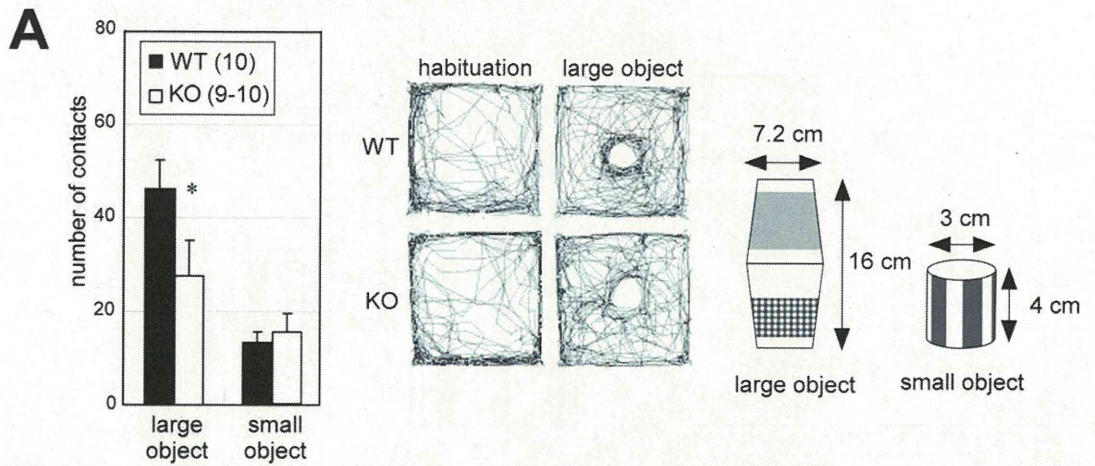 A
80
60
40
20
0
number of contacts
WT (10)
KO (9-10)
*
large
object
small
object
habituation
large object
WT
KO
7.2 cm
16 cm
large object
3 cm
4 cm
small object